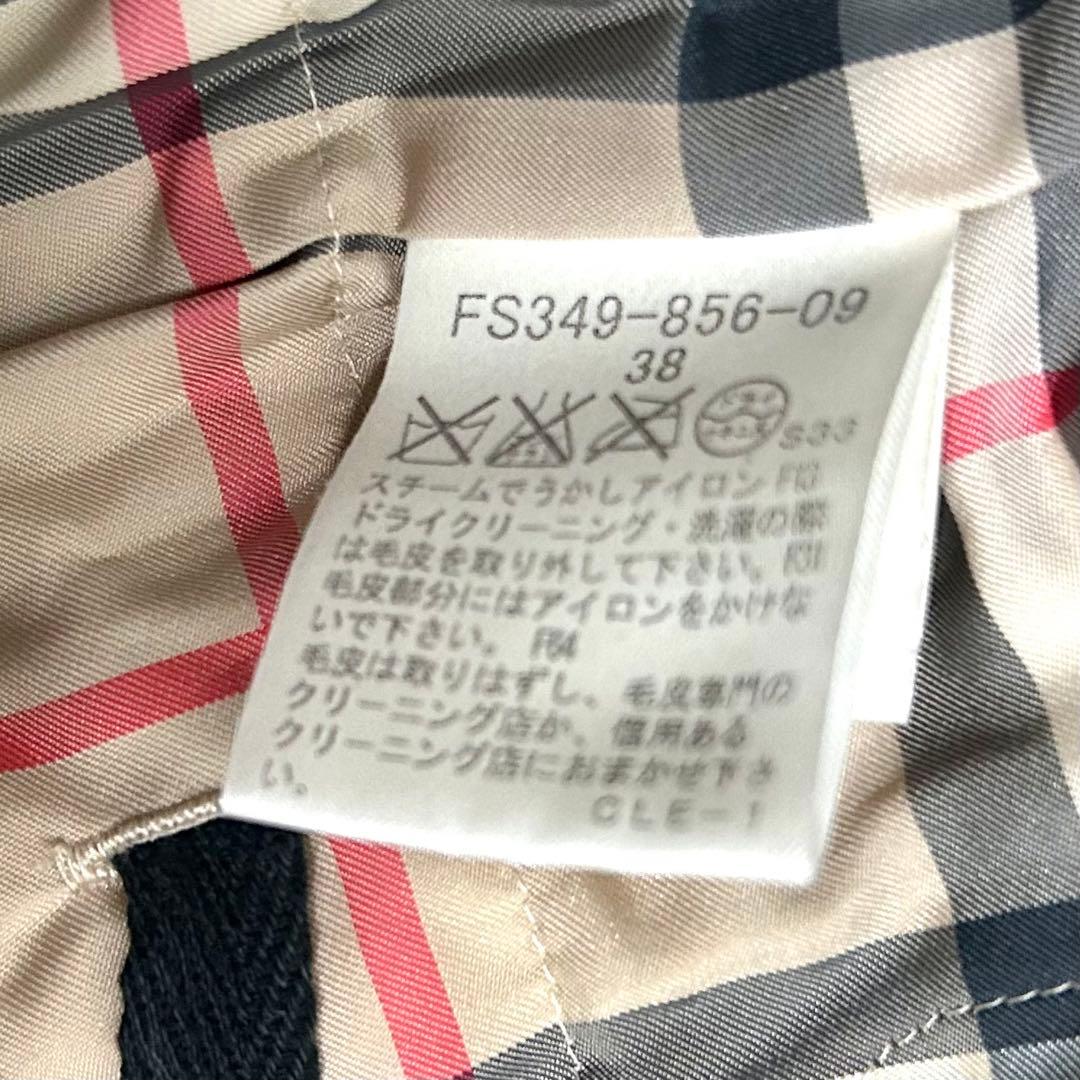 FS349-856-09
38
S33
スチームでうかしアイロン F13
ドライクリーニング・洗濯の際
は毛皮を取り外して下さい。 F31
毛皮部分にはアイロンをかけな
いで下さい。 F64
毛皮は取りはずし、毛皮専門の
クリーニング店か、信用ある
クリーニング店におまかせ下さ
い。
CLE-1